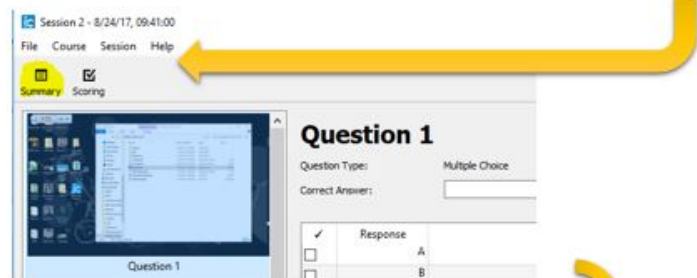 Session 2 - 8/24/17, 09:41:00
File Course Session Help
Summary Scoring
Question 1
Question Type: Multiple Choice
Correct Answer:
✓ Response
A
B
Question 1